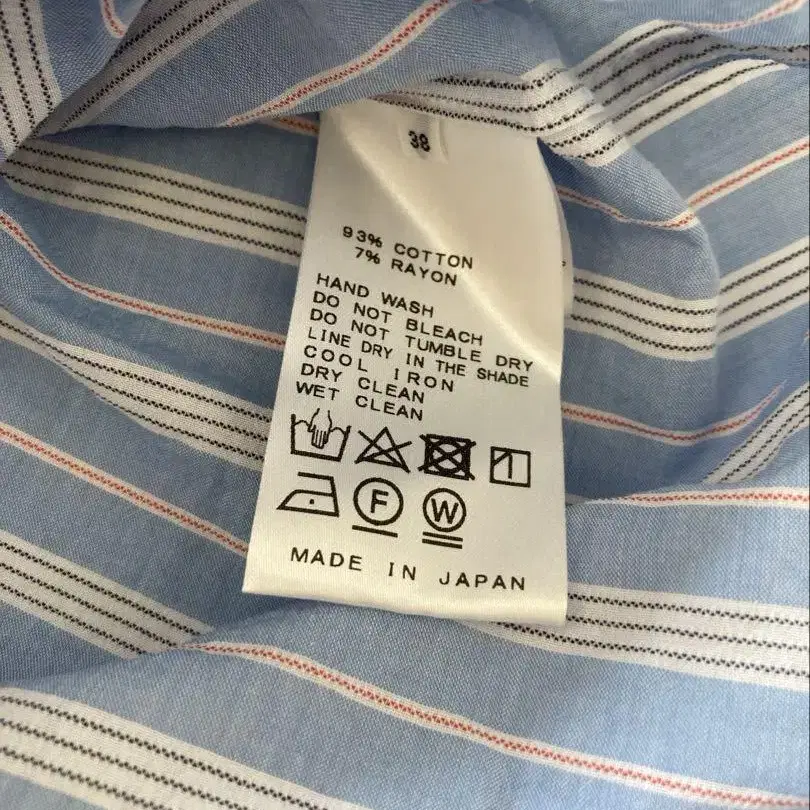 38
93% COTTON
7% RAYON
HAND WASH
DO NOT BLEACH
DO NOT TUMBLE DRY
LINE DRY IN THE SHADE
COOL IRON
DRY CLEAN
WET CLEAN
F W
MADE IN JAPAN